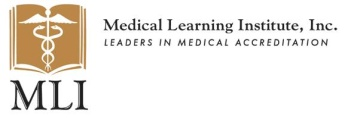 Medical Learning Institute, Inc.
LEADERS IN MEDICAL ACCREDITATION
MLI